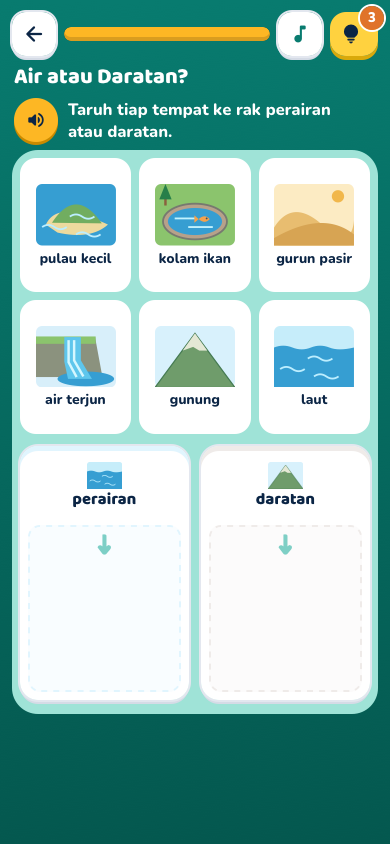 3
Air atau Daratan?
Taruh tiap tempat ke rak perairan
atau daratan.
pulau kecil
kolam ikan
gurun pasir
air terjun
gunung
laut
perairan
daratan